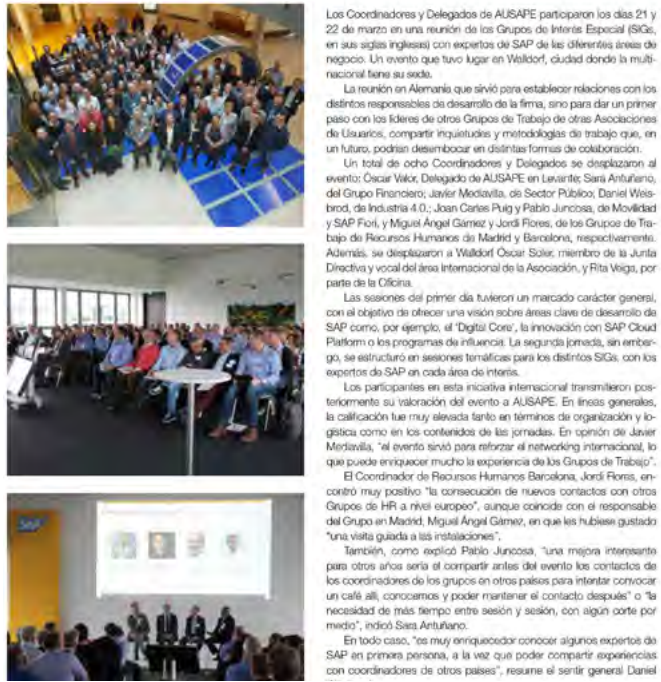 Los Coordinadores y Delegados de AUSAPE participaron los días 21 y
22 de marzo en una reunión de los Grupos de Interés Especial (SIGs,
en sus siglas inglesas) con expertos de SAP de las diferentes áreas de
negocio. Un evento que tuvo lugar en Walldorf, ciudad donde la multi-
nacional tiene su sede.
La reunión en Alemania que sirvió para establecer relaciones con los
distintos responsables de desarrollo de la firma, sino para dar un primer
paso con los líderes de otros Grupos de Trabajo de otras Asociaciones
de Usuarios, compartir inquietudes y metodologías de trabajo que, en
un futuro, podrían desembocar en distintas formas de colaboración.
Un total de ocho Coordinadores y Delegados se desplazaron al
evento: Óscar Valor, Delegado de AUSAPE en Levante; Sara Antuñano,
del Grupo Financiero; Javier Mediavilla, de Sector Público; Daniel Weis-
brod, de Industria 4.0.; Joan Carles Puig y Pablo Juncosa, de Movilidad
y SAP Fiori, y Miguel Ángel Gámez y Jordi Flores, de los Grupos de Tra-
bajo de Recursos Humanos de Madrid y Barcelona, respectivamente.
Además, se desplazaron a Walldorf Óscar Soler, miembro de la Junta
Directiva y vocal del área Internacional de la Asociación, y Rita Veiga, por
parte de la Oficina.
Las sesiones del primer día tuvieron un marcado carácter general,
con el objetivo de ofrecer una visión sobre áreas clave de desarrollo de
SAP como, por ejemplo, el 'Digital Core', la innovación con SAP Cloud
Platform o los programas de influencia. La segunda jornada, sin embar-
go, se estructuró en sesiones temáticas para los distintos SIGs, con los
expertos de SAP en cada área de interés.
Los participantes en esta iniciativa internacional transmitieron pos-
teriormente su valoración del evento a AUSAPE. En líneas generales,
la calificación fue muy elevada tanto en términos de organización y lo-
gística como en los contenidos de las jornadas. En opinión de Javier
Mediavilla, "el evento sirvió para reforzar el networking internacional, lo
que puede enriquecer mucho la experiencia de los Grupos de Trabajo".
El Coordinador de Recursos Humanos Barcelona, Jordi Flores, en-
contró muy positivo "la consecución de nuevos contactos con otros
Grupos de HR a nivel europeo", aunque coincide con el responsable
del Grupo en Madrid, Miguel Ángel Gámez, en que les hubiese gustado
"una visita guiada a las instalaciones".
También, como explicó Pablo Juncosa, "una mejora interesante
para otros años sería el compartir antes del evento los contactos de
los coordinadores de los grupos en otros países para intentar convocar
un café allí, conocernos y poder mantener el contacto después" o "la
necesidad de más tiempo entre sesión y sesión, con algún corte por
medio", indicó Sara Antuñano.
En todo caso, "es muy enriquecedor conocer algunos expertos de
SAP en primera persona, a la vez que poder compartir experiencias
con coordinadores de otros países", resume el sentir general Daniel
SAP